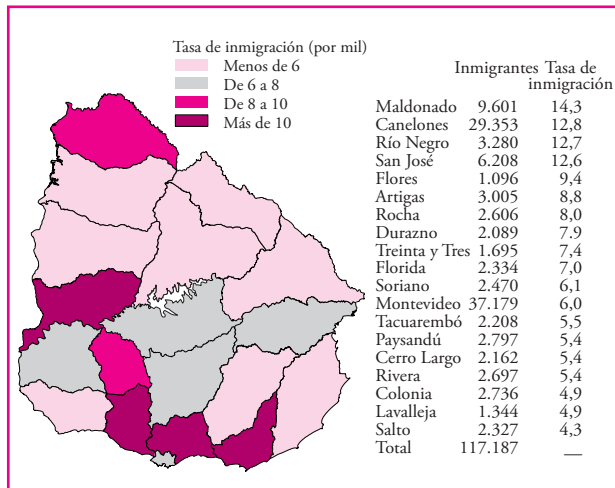 Tasa de inmigración (por mil)
Menos de 6
De 6 a 8
De 8 a 10
Más de 10
Inmigrantes Tasa de
inmigración
Maldonado 9.601 14,3
Canelones 29.353 12,8
Río Negro 3.280 12,7
San José 6.208 12,6
Flores 1.096 9,4
Artigas 3.005 8,8
Rocha 2.606 8,0
Durazno 2.089 7.9
Treinta y Tres 1.695 7,4
Florida 2.334 7,0
Soriano 2.470 6,1
Montevideo 37.179 6,0
Tacuarembó 2.208 5,5
Paysandú 2.797 5,4
Cerro Largo 2.162 5,4
Rivera 2.697 5,4
Colonia 2.736 4,9
Lavalleja 1.344 4,9
Salto 2.327 4,3
Total 117.187 —